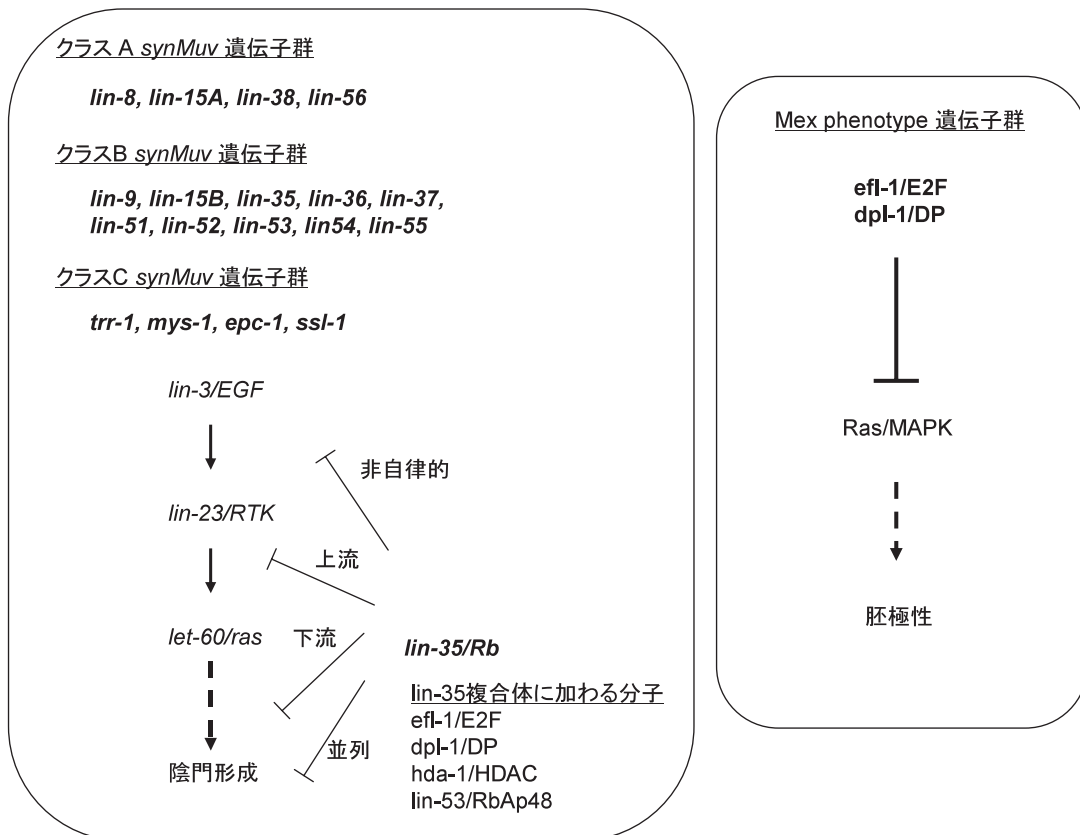 クラス A synMuv 遺伝子群
lin-8, lin-15A, lin-38, lin-56
クラスB synMuv 遺伝子群
lin-9, lin-15B, lin-35, lin-36, lin-37,
lin-51, lin-52, lin-53, lin54, lin-55
クラスC synMuv 遺伝子群
trr-1, mys-1, epc-1, ssl-1
lin-3/EGF
非自律的
lin-23/RTK
上流
let-60/ras
下流
lin-35/Rb
lin-35複合体に加わる分子
efl-1/E2F
dpl-1/DP
hda-1/HDAC
lin-53/RbAp48
並列
陰門形成
Mex phenotype 遺伝子群
efl-1/E2F
dpl-1/DP
Ras/MAPK
胚極性